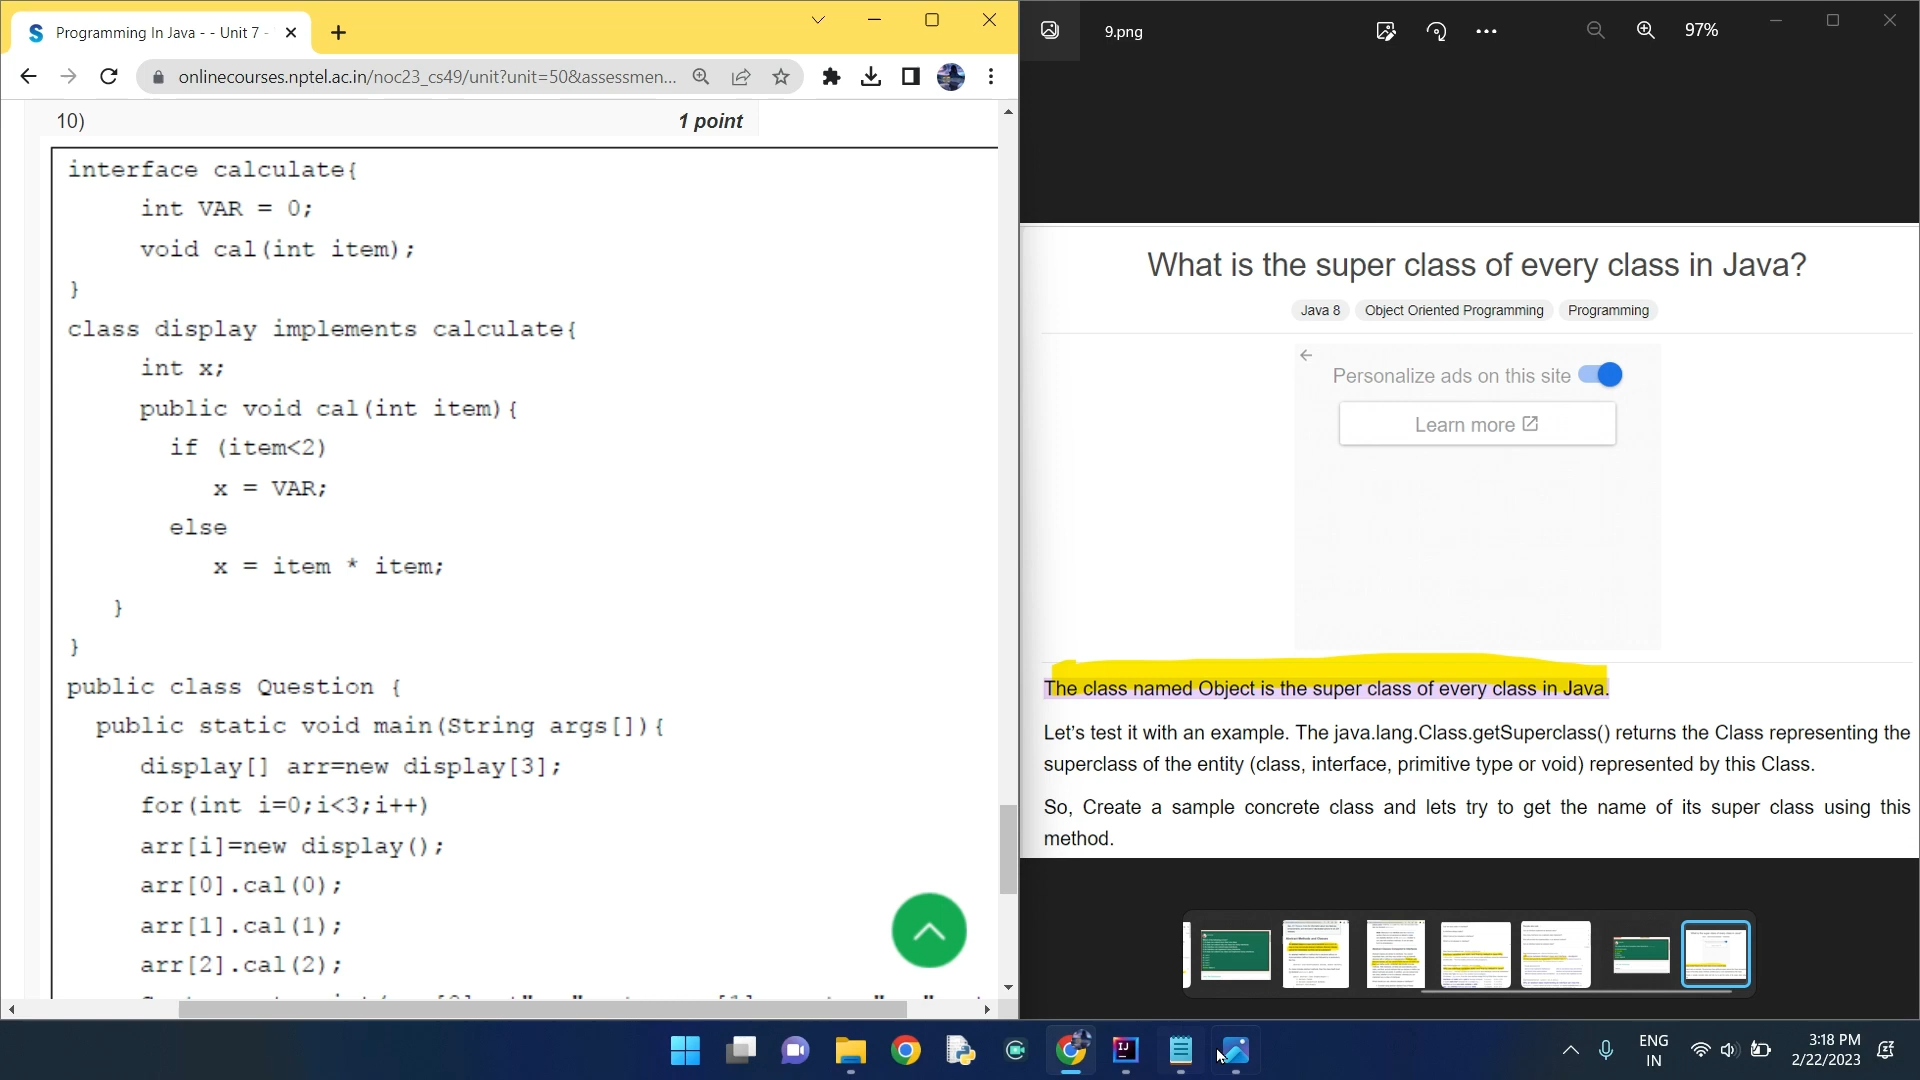 Programming In Java - - Unit 7 -
onlinecourses.nptel.ac.in/noc23_cs49/unit?unit=50&assessmen...
10)
1 point
interface calculate{
int VAR = 0;
void cal(int item);
}
class display implements calculate{
int x;
public void cal(int item){
if (item<2)
x = VAR;
else
x = item * item;
}
}
public class Question {
public static void main(String args[]){
display[] arr=new display[3];
for(int i=0;i<3;i++)
arr[i]=new display();
arr[0].cal(0);
arr[1].cal(1);
arr[2].cal(2);
9.png
97%
What is the super class of every class in Java?
Java 8 Object Oriented Programming Programming
Personalize ads on this site
Learn more
The class named Object is the super class of every class in Java.
Let’s test it with an example. The java.lang.Class.getSuperclass() returns the Class representing the
superclass of the entity (class, interface, primitive type or void) represented by this Class.
So, Create a sample concrete class and lets try to get the name of its super class using this
method.
ENG
IN
3:18 PM
2/22/2023